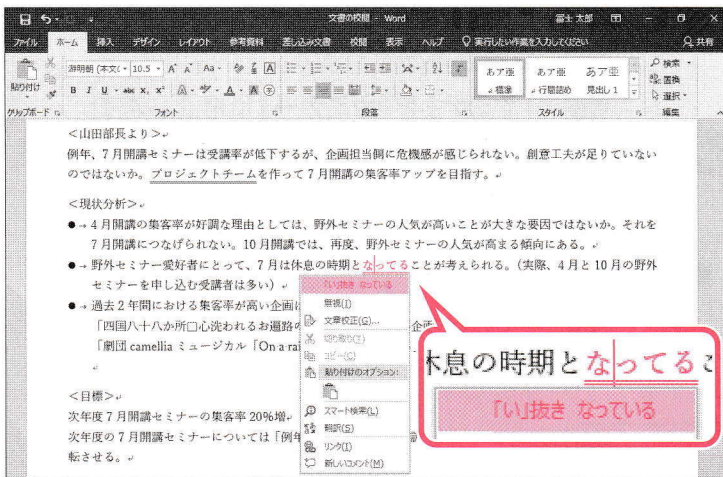 文書の校閲 - Word
富士 太郎
ファイル ホーム 挿入 デザイン レイアウト 参考資料 差し込み文書 校閲 表示 ヘルプ 実行したい作業を入力してください 共有
游明朝 (本文( 10.5 A A Aa
B I U abc x₂ x² A A A
貼り付け
あア亜 あア亜 あア亜
標準 行間詰め 見出し 1
検索
置換
選択
クリップボード フォント 段落 スタイル 編集
<山田部長より>
例年、7月開講セミナーは受講率が低下するが、企画担当側に危機感が感じられない。創意工夫が足りていない
のではないか。プロジェクトチームを作って7月開講の集客率アップを目指す。
<現状分析>
●→4月開講の集客率が好調な理由としては、野外セミナーの人気が高いことが大きな要因ではないか。それを
7月開講につなげられない。10月開講では、再度、野外セミナーの人気が高まる傾向にある。
●→野外セミナー愛好者にとって、7月は休息の時期となってることが考えられる。（実際、4月と10月の野外
セミナーを申し込む受講者は多い）
●→過去2年間における集客率が高い企画に
「四国八十八か所□心洗われるお遍路の
「劇団 camellia ミュージカル「On a rai
<目標>
次年度7月開講セミナーの集客率 20%増
次年度の7月開講セミナーについては「例年
転させる。
「い」抜き なっている
無視(I)
文章校正(G)...
切り取り(T)
コピー(C)
貼り付けのオプション:
スマート検索(L)
翻訳(S)
リンク(I)
新しいコメント(M)
休息の時期となってるこ
「い」抜き なっている